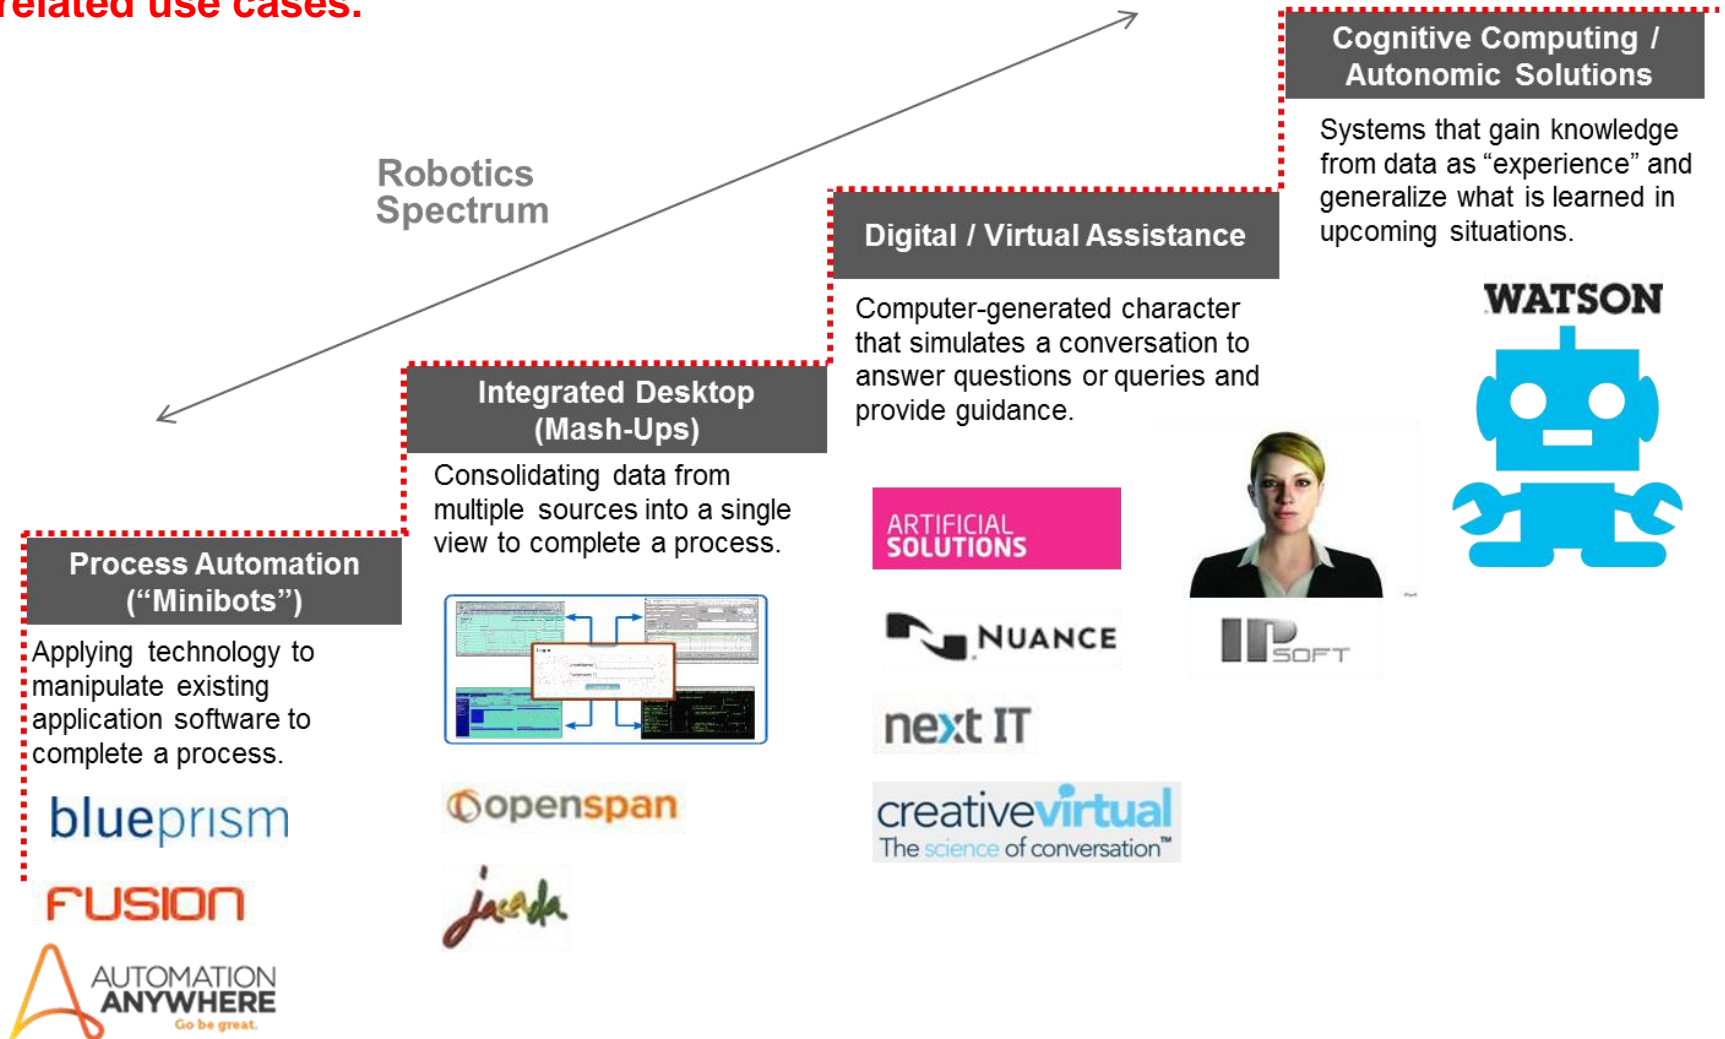 related use cases.
Robotics
Spectrum
Cognitive Computing /
Autonomic Solutions
Systems that gain knowledge
from data as “experience” and
generalize what is learned in
upcoming situations.
WATSON
Digital / Virtual Assistance
Computer-generated character
that simulates a conversation to
answer questions or queries and
provide guidance.
ARTIFICIAL
SOLUTIONS
NUANCE
next IT
creativevirtual
The science of conversation™
IPSOFT
Integrated Desktop
(Mash-Ups)
Consolidating data from
multiple sources into a single
view to complete a process.
openspan
jacada
Process Automation
(“Minibots”)
Applying technology to
manipulate existing
application software to
complete a process.
blueprism
FUSION
AUTOMATION
ANYWHERE
Go be great.